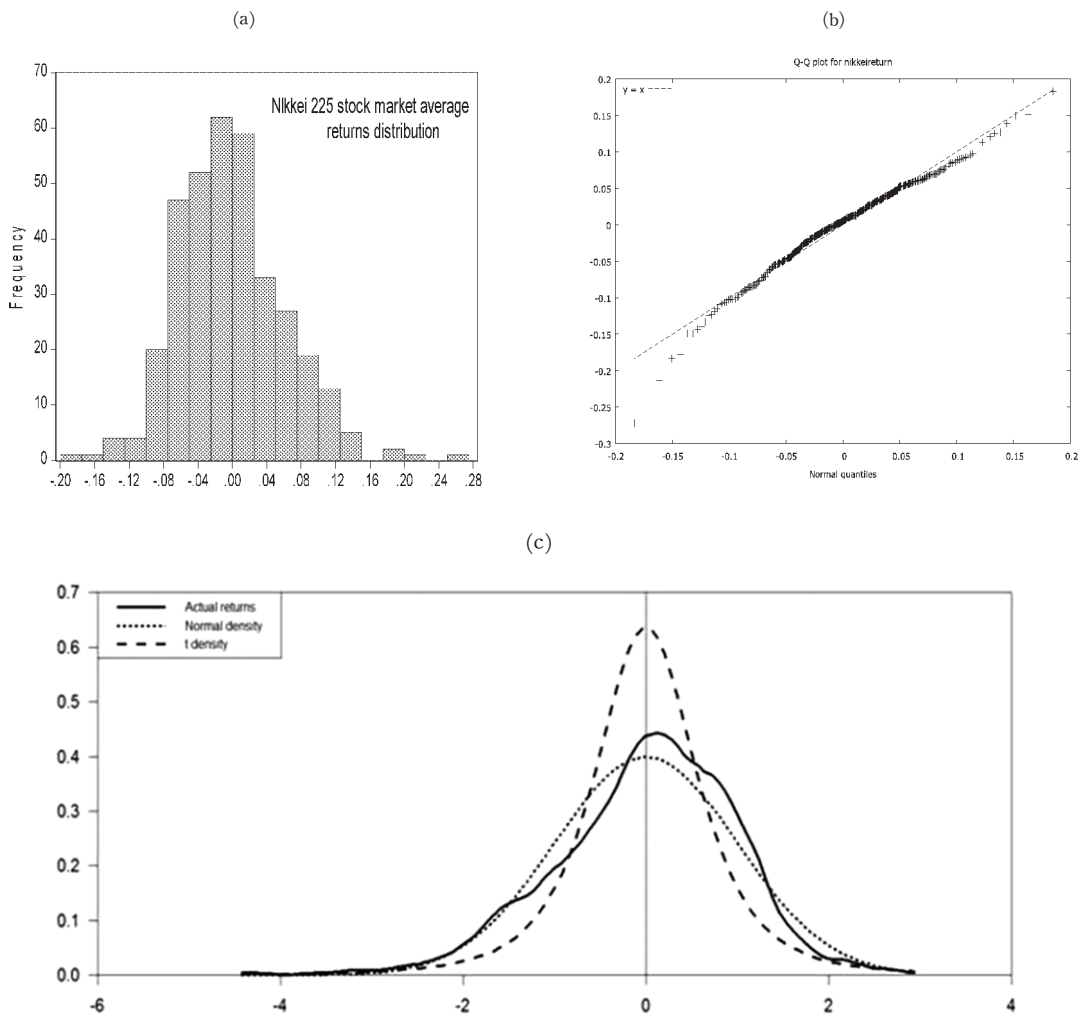 (a)
70
60
50
40
30
20
10
0
Frequency
NIkkei 225 stock market average
returns distribution
-.20 -.16 -.12 -.08 -.04 .00 .04 .08 .12 .16 .20 .24 .28
(b)
Q-Q plot for nikkeireturn
y = x
0.2
0.15
0.1
0.05
0
-0.05
-0.1
-0.15
-0.2
-0.25
-0.3
-0.2 -0.15 -0.1 -0.05 0 0.05 0.1 0.15 0.2
Normal quantiles
(c)
Actual returns
Normal density
t density
0.7
0.6
0.5
0.4
0.3
0.2
0.1
0.0
-6 -4 -2 0 2 4